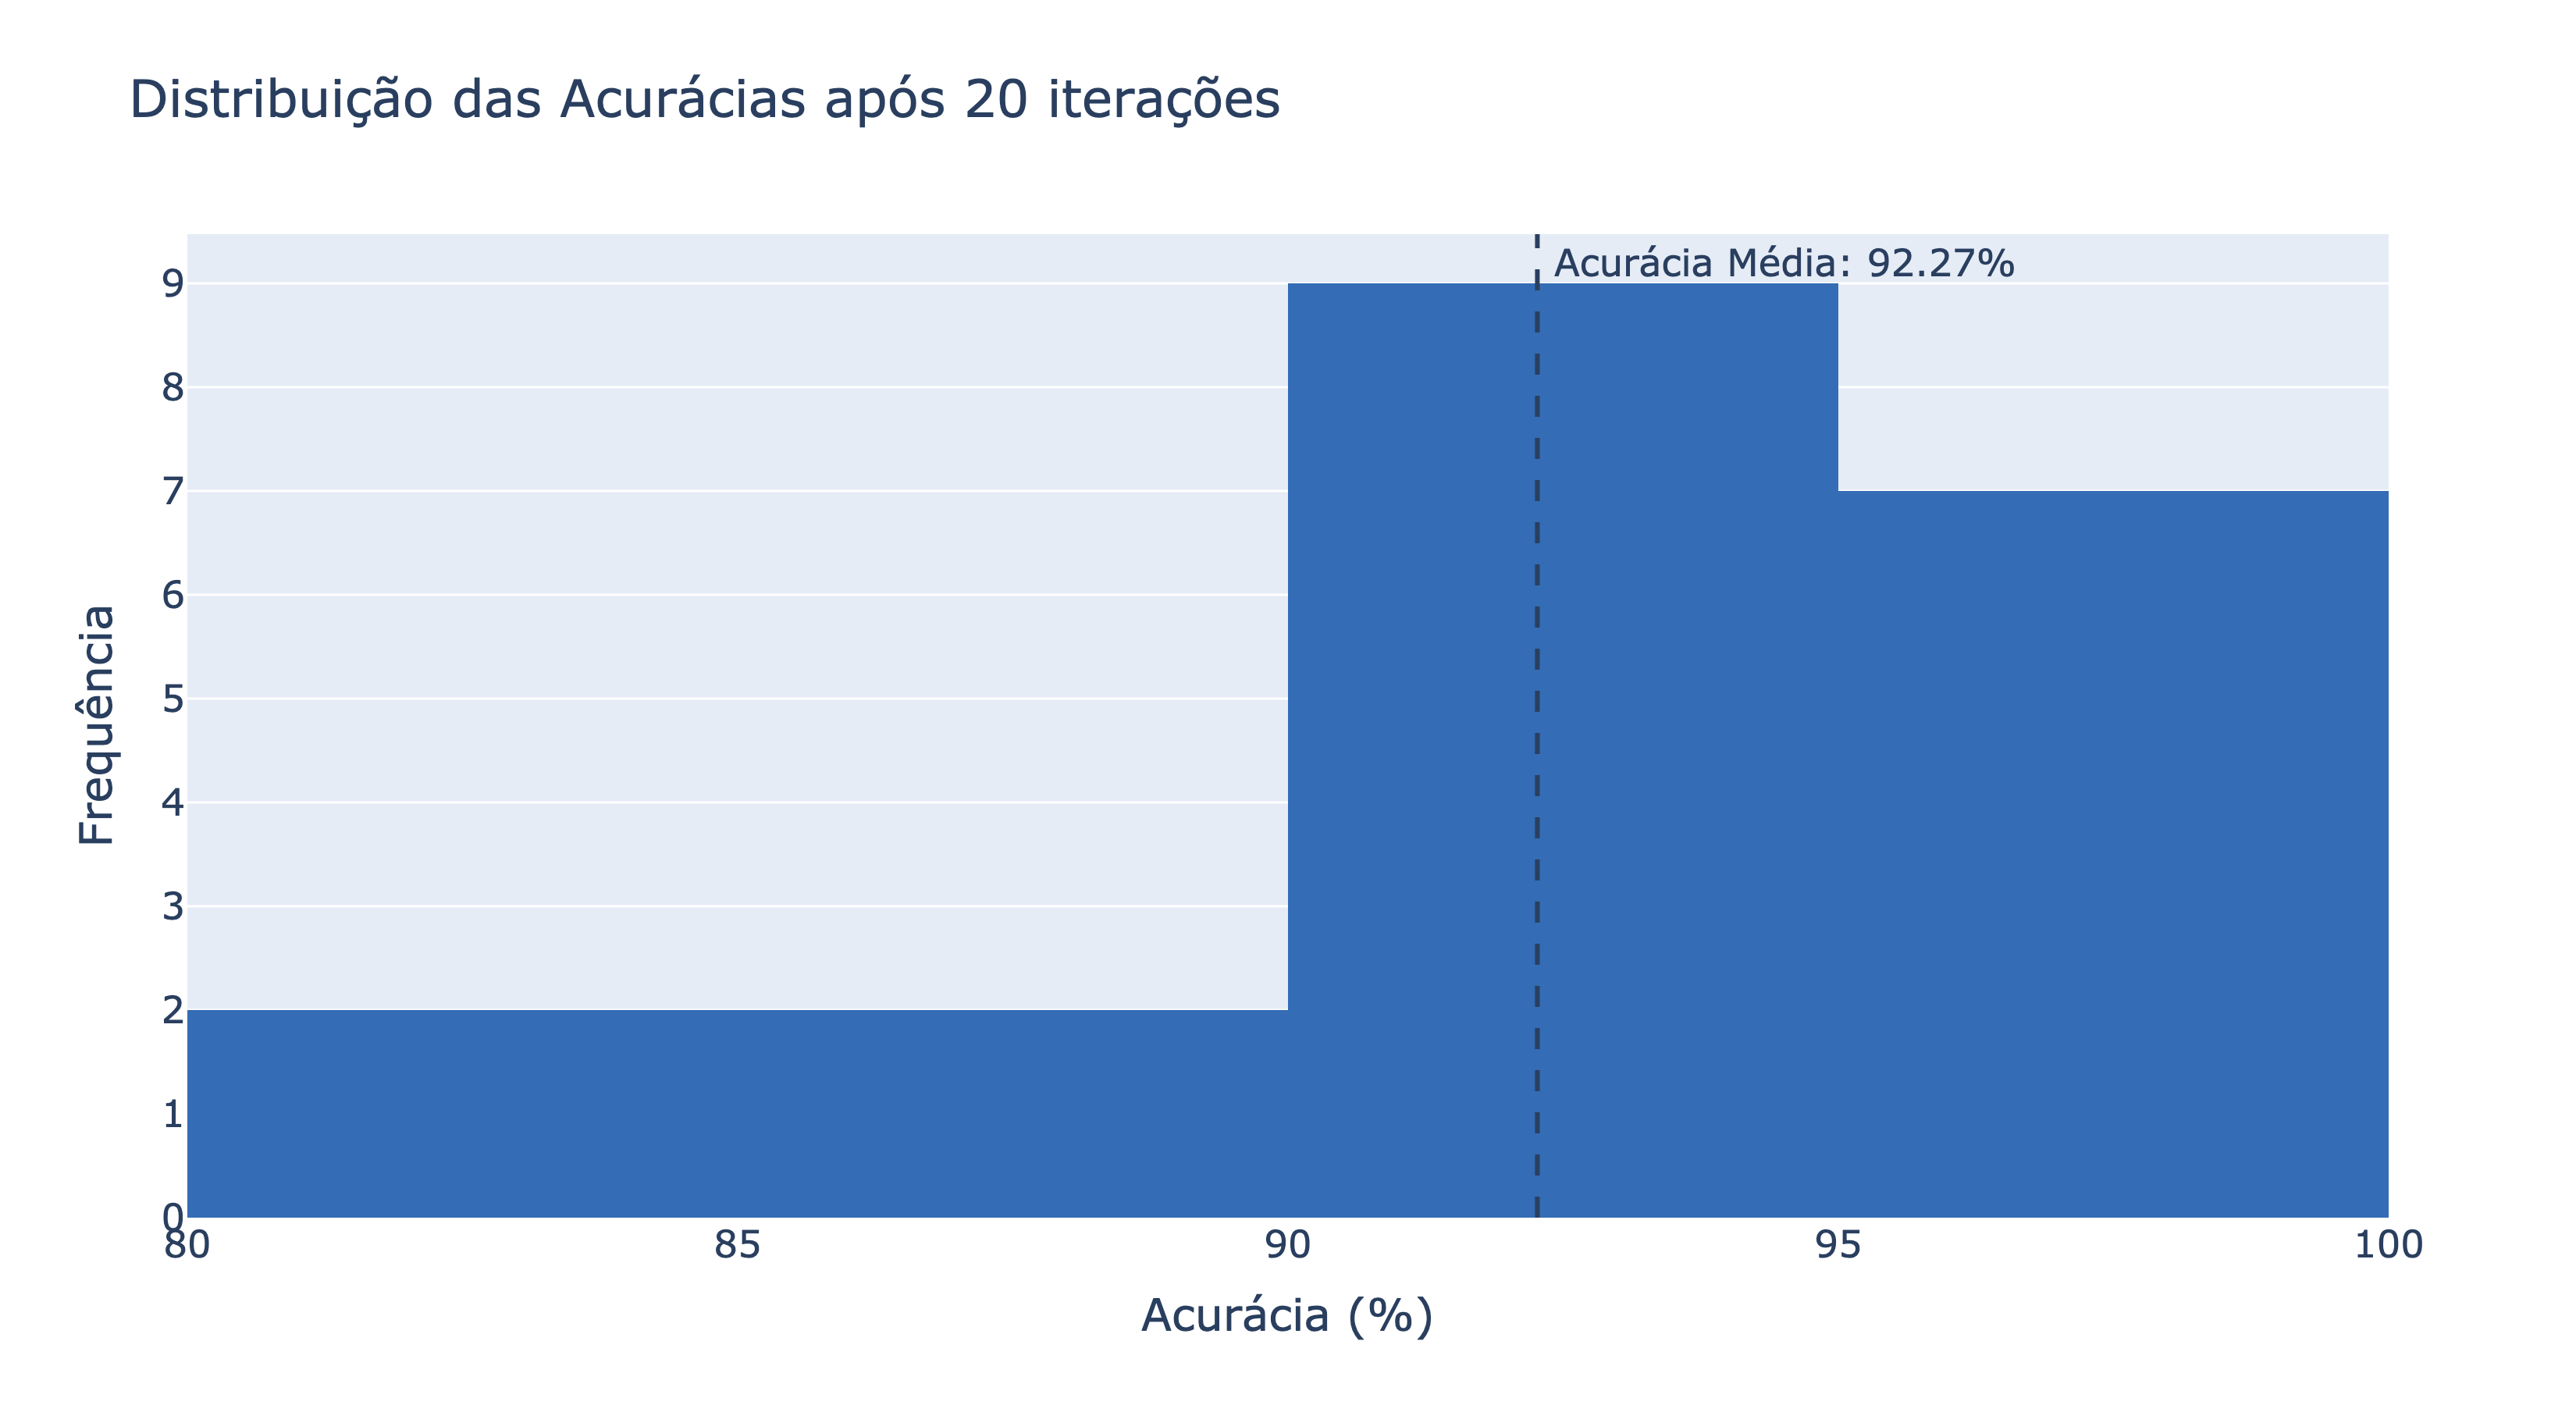 Distribuição das Acurácias após 20 iterações
Acurácia Média: 92.27%
9
8
7
6
5
4
3
2
1
0
80 85 90 95 100
Frequência
Acurácia (%)